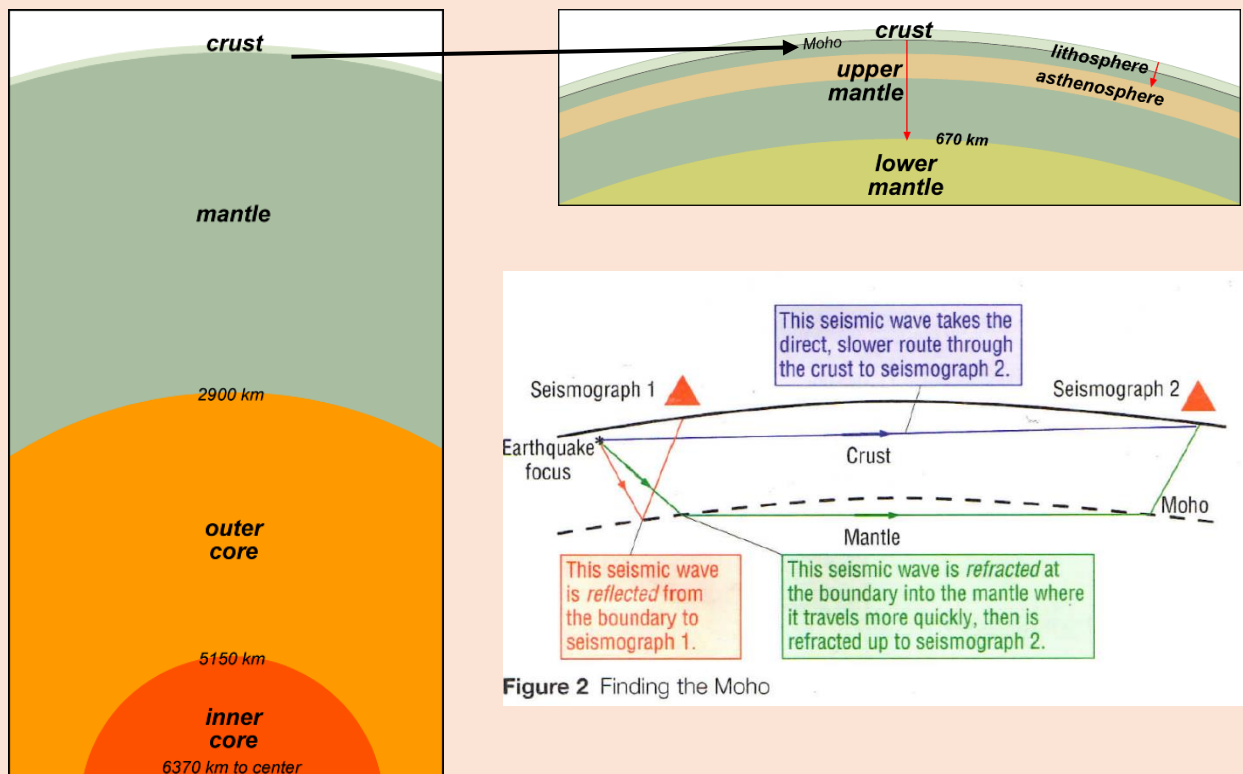 crust
mantle
2900 km
outer
core
5150 km
inner
core
6370 km to center
crust
Moho
upper
mantle
lithosphere
asthenosphere
670 km
lower
mantle
This seismic wave takes the
direct, slower route through
the crust to seismograph 2.
Seismograph 1
Seismograph 2
Earthquake*
focus
Crust
Moho
Mantle
This seismic wave
is reflected from
the boundary to
seismograph 1.
This seismic wave is refracted at
the boundary into the mantle where
it travels more quickly, then is
refracted up to seismograph 2.
Figure 2 Finding the Moho